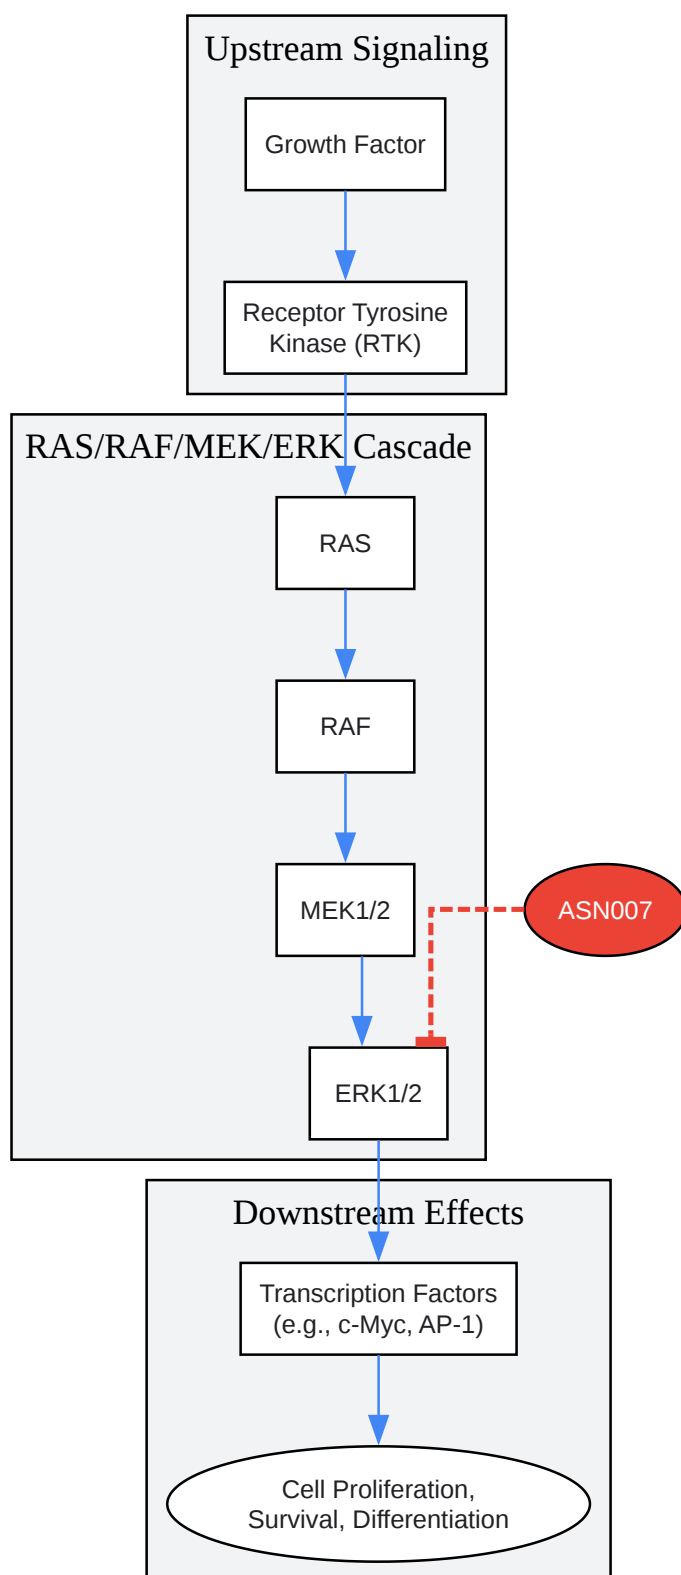 Upstream Signaling
Growth Factor
Receptor Tyrosine
Kinase (RTK)
RAS/RAF/MEK/ERK Cascade
RAS
RAF
MEK1/2
ASN007
ERK1/2
Downstream Effects
Transcription Factors
(e.g., c-Myc, AP-1)
Cell Proliferation,
Survival, Differentiation